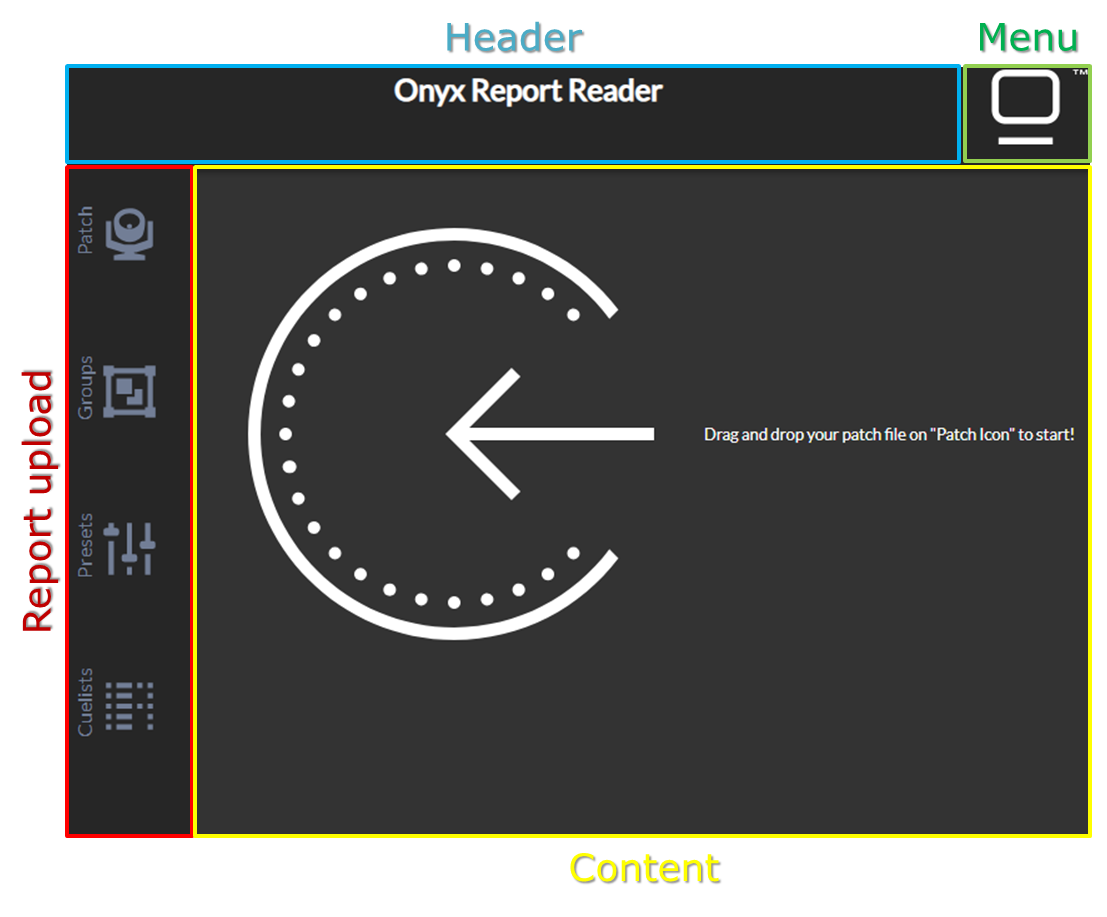 Header
Menu
Onyx Report Reader
TM
Report upload
Patch
Groups
Presets
Cuelists
Drag and drop your patch file on "Patch Icon" to start!
Content